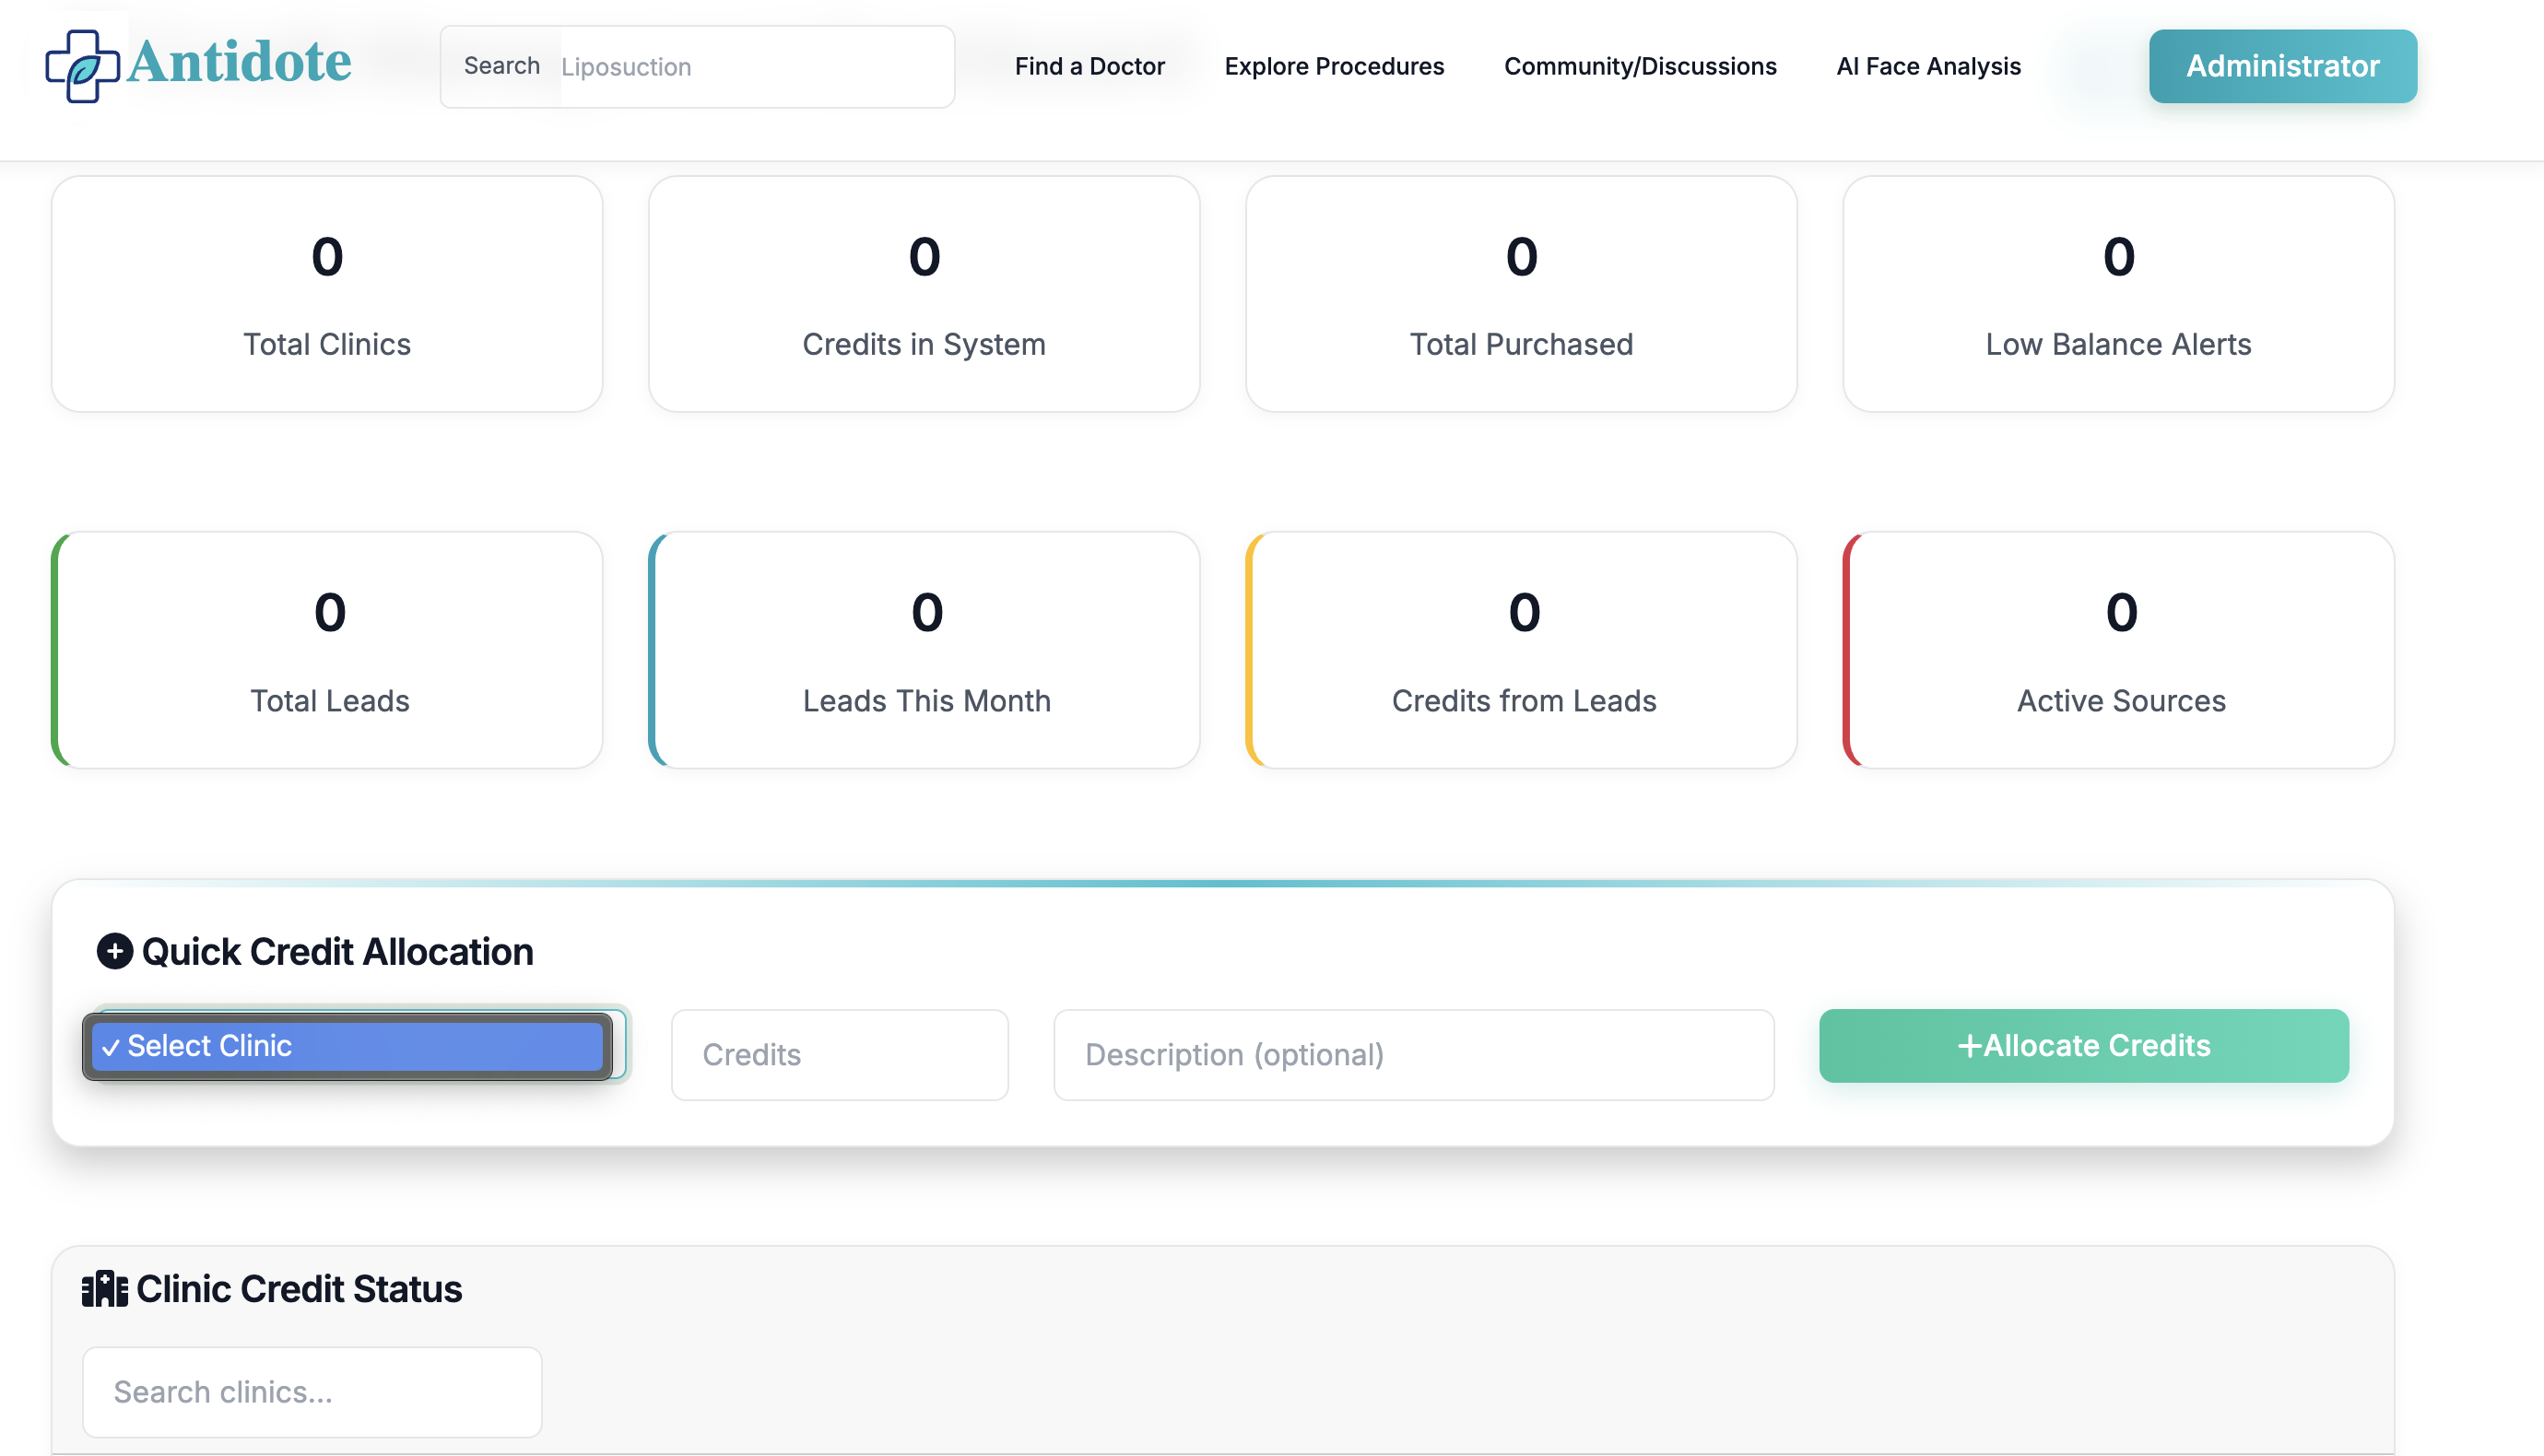 Antidote
Search Liposuction
Find a Doctor
Explore Procedures
Community/Discussions
AI Face Analysis
Administrator
0
Total Clinics
0
Credits in System
0
Total Purchased
0
Low Balance Alerts
0
Total Leads
0
Leads This Month
0
Credits from Leads
0
Active Sources
Quick Credit Allocation
✓ Select Clinic
Credits
Description (optional)
+Allocate Credits
Clinic Credit Status
Search clinics...